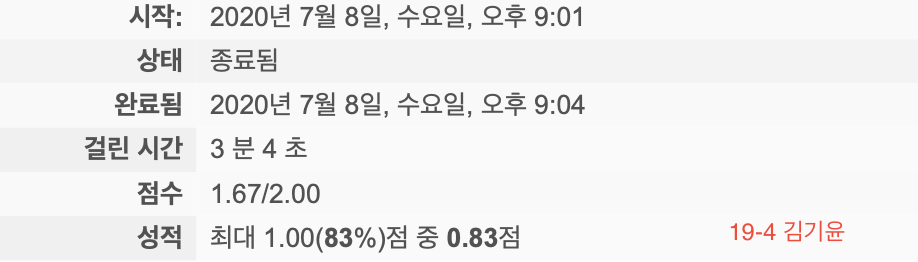 시작: 2020년 7월 8일, 수요일, 오후 9:01
상태 종료됨
완료됨 2020년 7월 8일, 수요일, 오후 9:04
걸린 시간 3 분 4 초
점수 1.67/2.00
성적 최대 1.00(83%)점 중 0.83점 19-4 김기윤